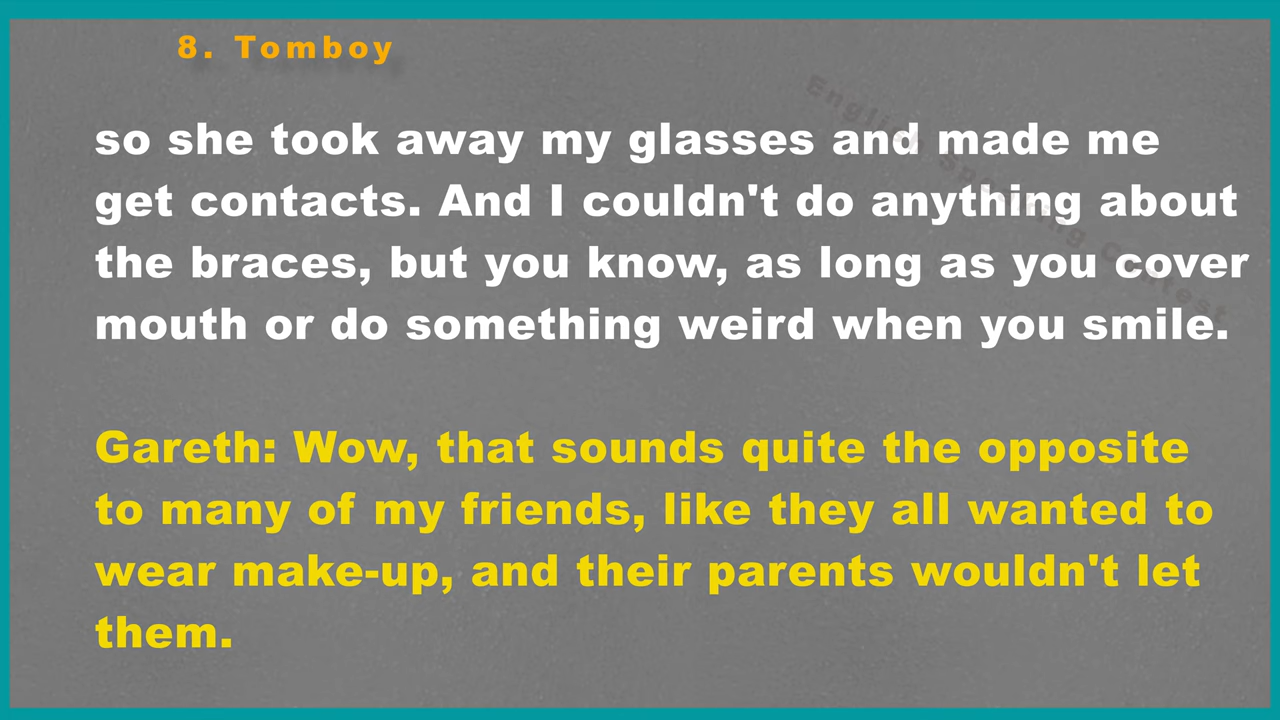 8. Tomboy
so she took away my glasses and made me
get contacts. And I couldn't do anything about
the braces, but you know, as long as you cover
mouth or do something weird when you smile.
Gareth: Wow, that sounds quite the opposite
to many of my friends, like they all wanted to
wear make-up, and their parents wouldn't let
them.
English Speaking Contest